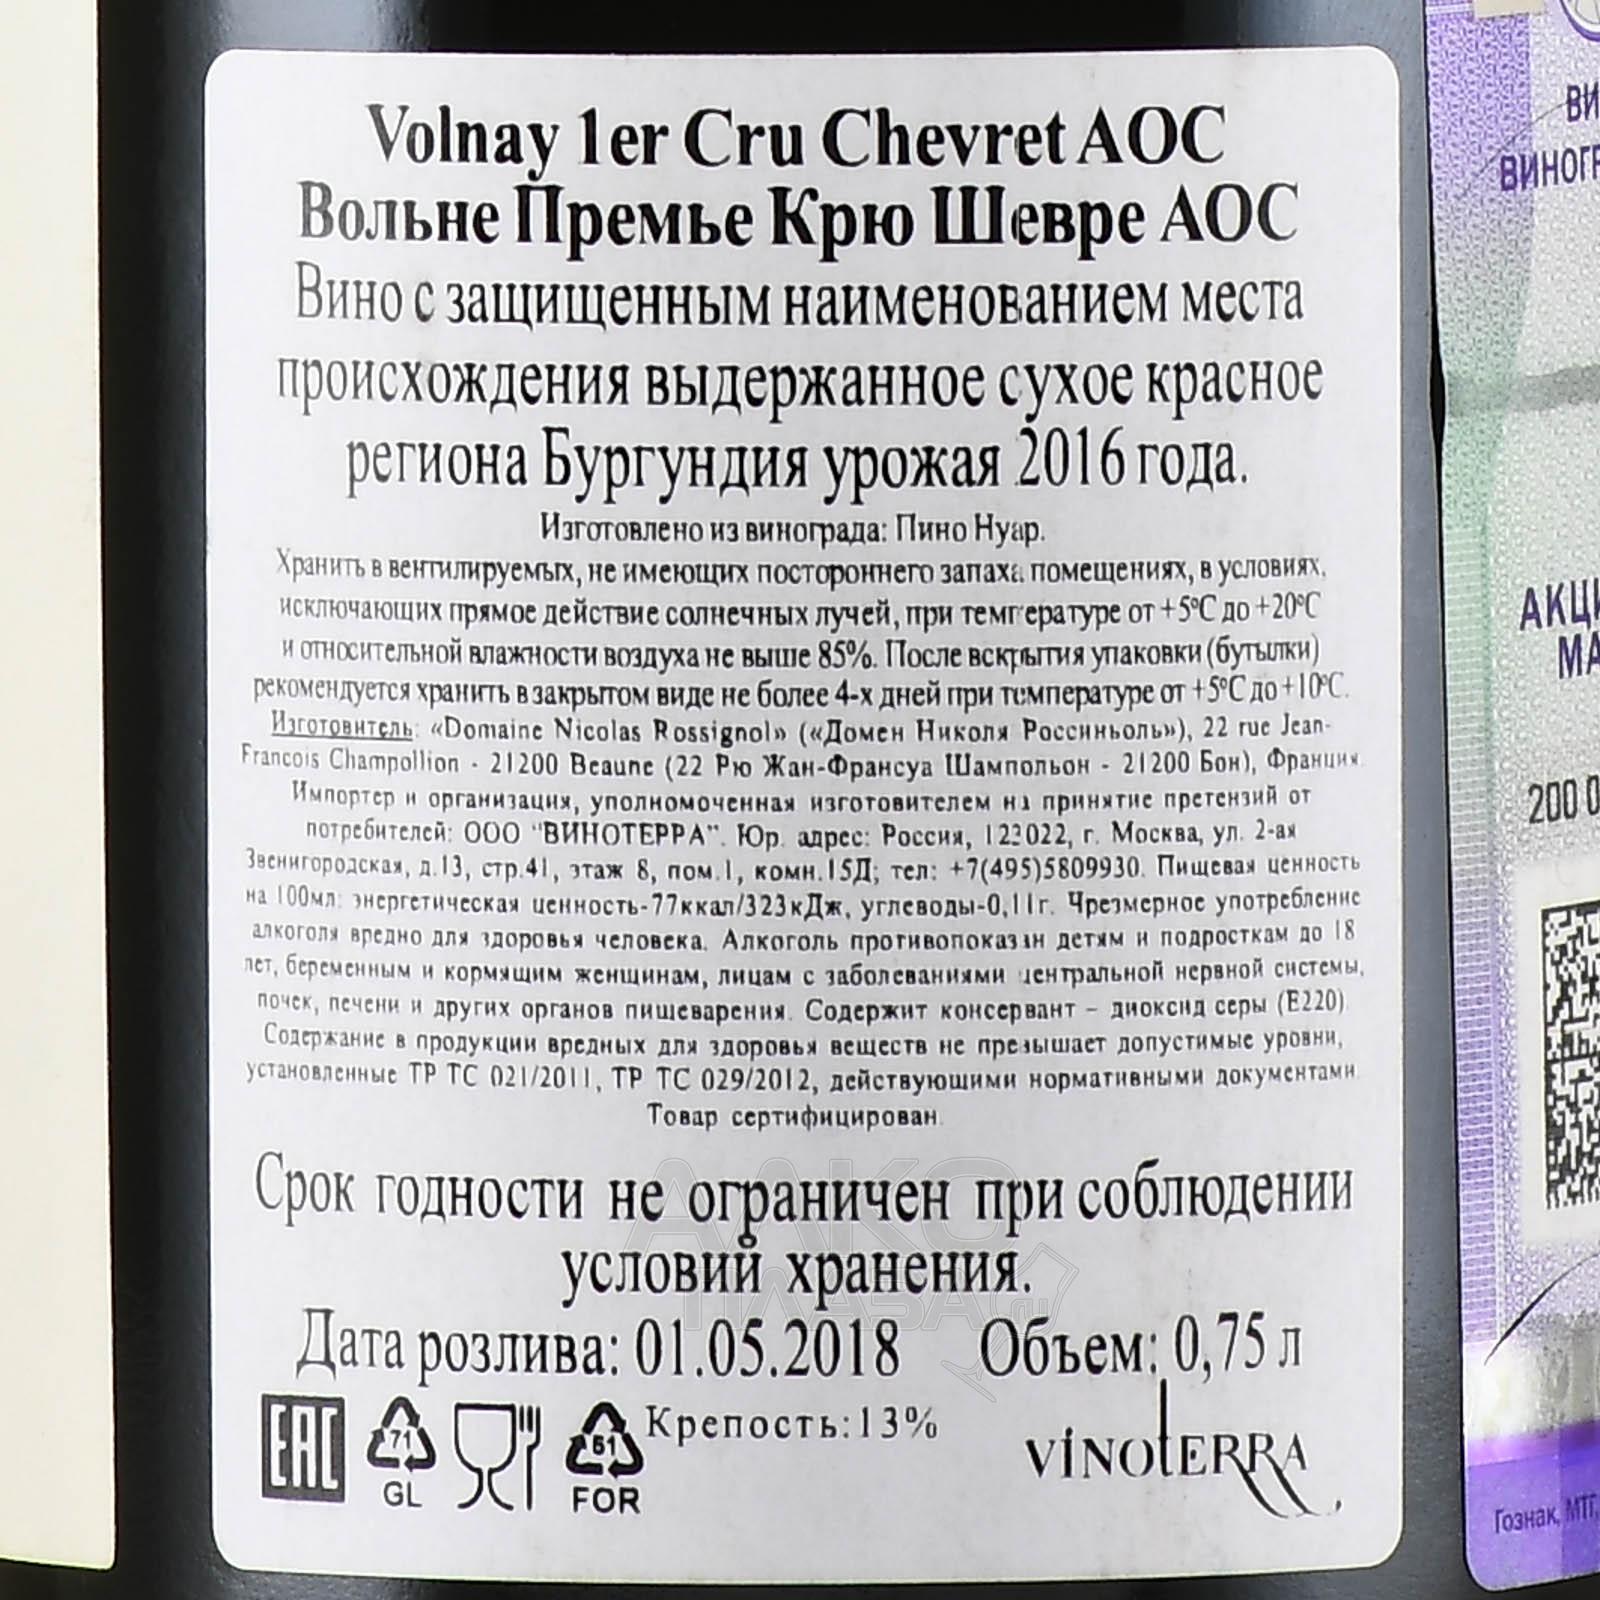 Volnay 1er Cru Chevret AOC
Вольне Премье Крю Шевре АОС
Вино с защищенным наименованием места
происхождения выдержанное сухое красное
региона Бургундия урожая 2016 года.
Изготовлено из винограда: Пино Нуар.
Хранить в вентилируемых, не имеющих постороннего запаха помещениях, в условиях,
исключающих прямое действие солнечных лучей, при температуре от +5°С до +20°С
и относительной влажности воздуха не выше 85%. После вскрытия упаковки (бутылки)
рекомендуется хранить в закрытом виде не более 4-х дней при температуре от +5°С до +10°С.
Изготовитель: «Domaine Nicolas Rossignol» («Домен Николя Россиньоль»), 22 rue Jean-
Francois Champollion - 21200 Beaune (22 Рю Жан-Франсуа Шампольон - 21200 Бон), Франция
Импортер и организация, уполномоченная изготовителем на принятие претензий от
потребителей: ООО "ВИНОТЕРРА". Юр. адрес: Россия, 123022, г. Москва, ул. 2-ая
Звенигородская, д.13, стр.41, этаж 8, пом.1, комн.15Д; тел: +7(495)5809930. Пищевая ценность
на 100мл: энергетическая ценность-77ккал/323кДж, углеводы-0,11г. Чрезмерное употребление
алкоголя вредно для здоровья человека. Алкоголь противопоказан детям и подросткам до 18
лет, беременным и кормящим женщинам, лицам с заболеваниями центральной нервной системы,
почек, печени и других органов пищеварения. Содержит консервант – диоксид серы (Е220)
Содержание в продукции вредных для здоровья веществ не превышает допустимые уровни,
установленные ТР ТС 021/2011, ТР ТС 029/2012, действующими нормативными документами
Товар сертифицирован.
Срок годности не ограничен при соблюдении
условий хранения.
Дата розлива: 01.05.2018 Объем: 0,75 л
EAC 71 61 Крепость:13% VINOTERRA
GL FOR
АЛКО
ПЛАЗА.ru
ВИ
ВИНОГР
АКЦИ
МА
200 0
Гознак, МТГ,